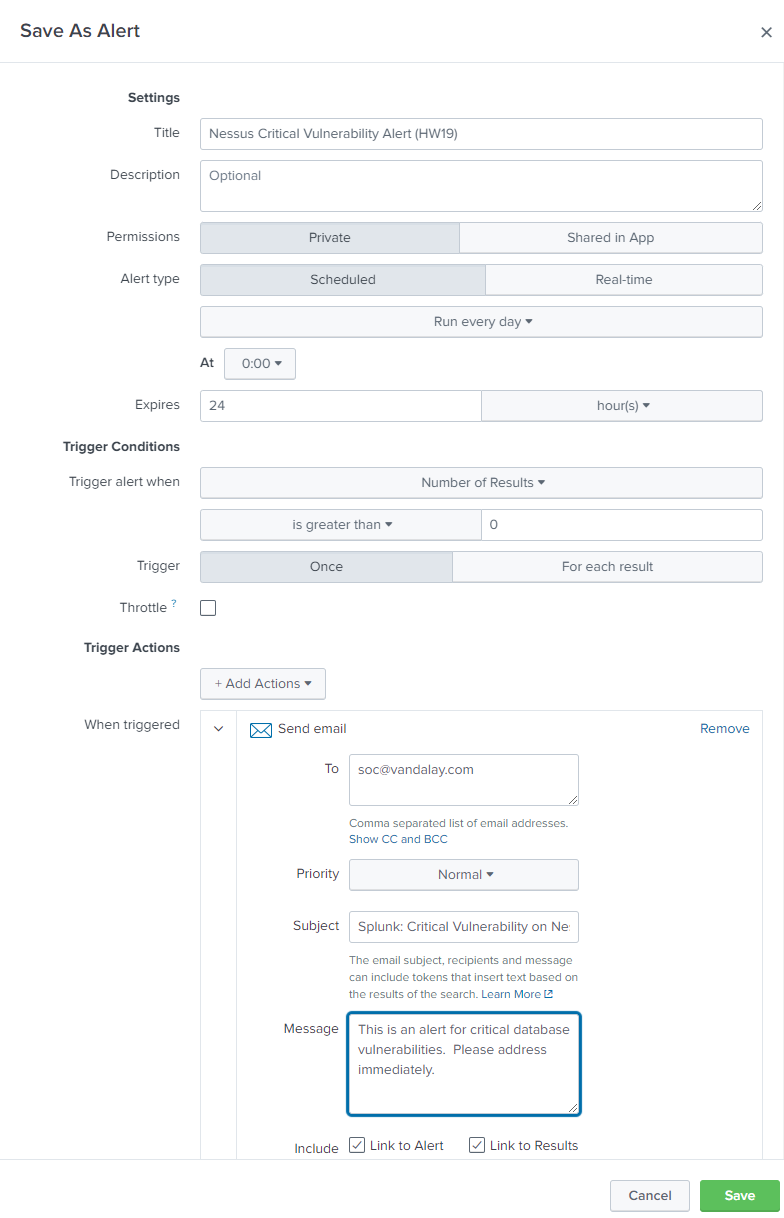 Save As Alert
Settings
Title
Nessus Critical Vulnerability Alert (HW19)
Description
Optional
Permissions
Private
Shared in App
Alert type
Scheduled
Real-time
Run every day
At
0:00
Expires
24
hour(s)
Trigger Conditions
Trigger alert when
Number of Results
is greater than
0
Trigger
Once
For each result
Throttle ?
Trigger Actions
+ Add Actions
When triggered
Send email
Remove
To
soc@vandalay.com
Comma separated list of email addresses.
Show CC and BCC
Priority
Normal
Subject
Splunk: Critical Vulnerability on Ne
The email subject, recipients and message
can include tokens that insert text based on
the results of the search. Learn More
Message
This is an alert for critical database
vulnerabilities.  Please address
immediately.
Include
Link to Alert
Link to Results
Cancel
Save